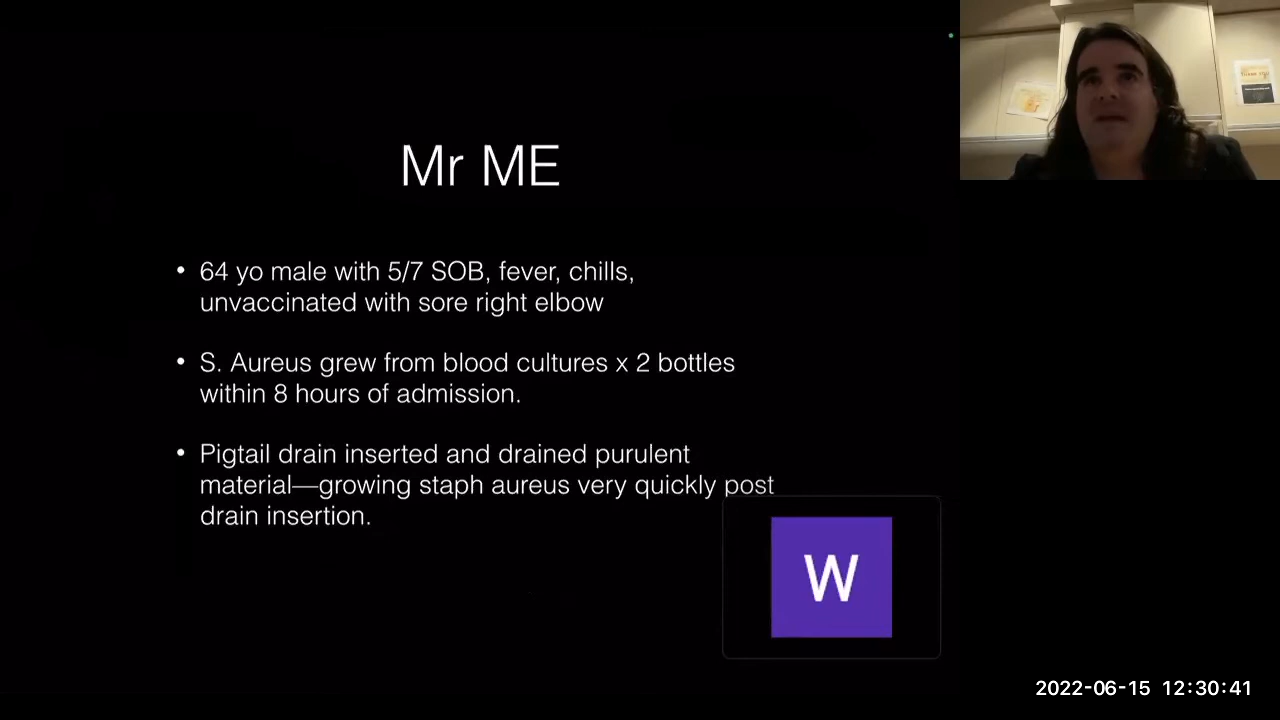 Mr ME
• 64 yo male with 5/7 SOB, fever, chills,
unvaccinated with sore right elbow
• S. Aureus grew from blood cultures x 2 bottles
within 8 hours of admission.
• Pigtail drain inserted and drained purulent
material—growing staph aureus very quickly post
drain insertion.
W
2022-06-15 12:30:41